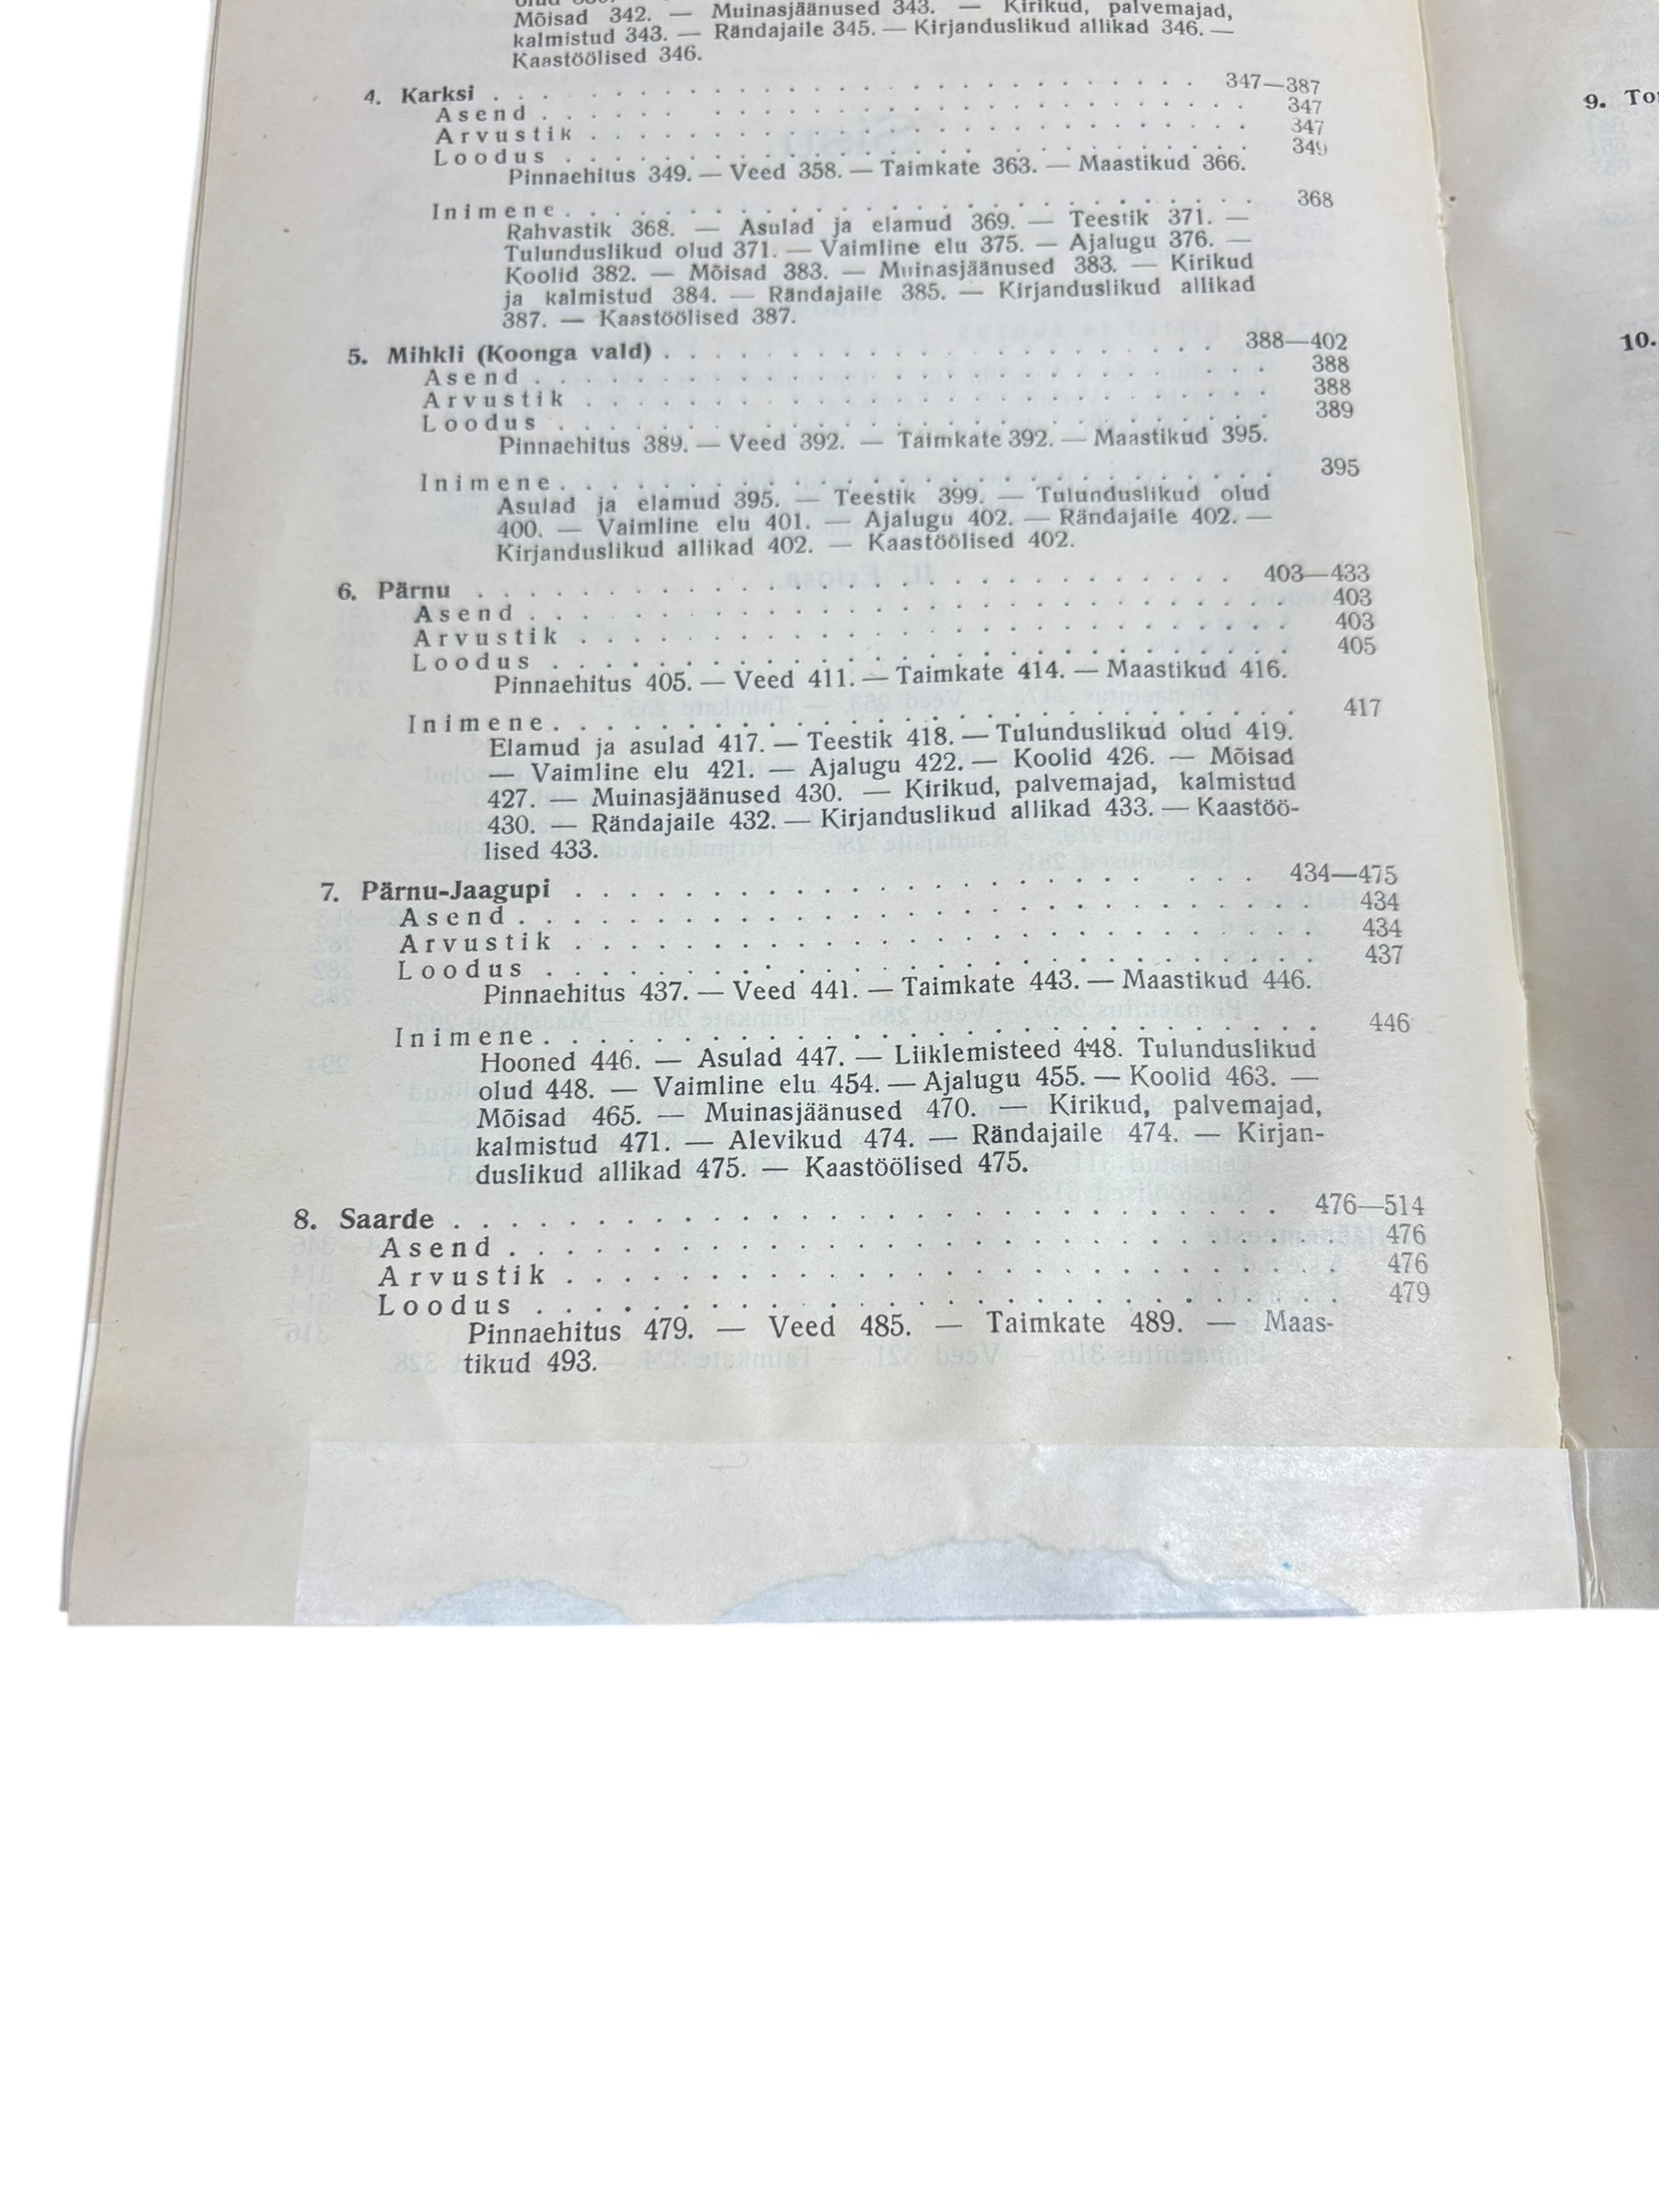 Mõisad 342. — Muinasjäänused 343. — Kirikud, palvemajad,
kalmistud 343. — Rändajaile 345. — Kirjanduslikud allikad 346. —
Kaastöölised 346.
4. Karksi . . . . . . . . . . . . . . . . . . . . . . . . . . . . . 347—387
Asend . . . . . . . . . . . . . . . . . . . . . . . . . . . . . 347
Arvustik . . . . . . . . . . . . . . . . . . . . . . . . . . . . 347
Loodus . . . . . . . . . . . . . . . . . . . . . . . . . . . . 349
Pinnaehitus 349. — Veed 358. — Taimkate 363. — Maastikud 366.
Inimene . . . . . . . . . . . . . . . . . . . . . . . . . . . . 368
Rahvastik 368. — Asulad ja elamud 369. — Teestik 371. —
Tulunduslikud olud 371. — Vaimline elu 375. — Ajalugu 376. —
Koolid 382. — Mõisad 383. — Muinasjäänused 383. — Kirikud
ja kalmistud 384. — Rändajaile 385. — Kirjanduslikud allikad
387. — Kaastöölised 387.
5. Mihkli (Koonga vald) . . . . . . . . . . . . . . . . . . . . . . 388—402
Asend . . . . . . . . . . . . . . . . . . . . . . . . . . . . . 388
Arvustik . . . . . . . . . . . . . . . . . . . . . . . . . . . . 388
Loodus . . . . . . . . . . . . . . . . . . . . . . . . . . . . 389
Pinnaehitus 389. — Veed 392. — Taimkate 392. — Maastikud 395.
Inimene . . . . . . . . . . . . . . . . . . . . . . . . . . . . 395
Asulad ja elamud 395. — Teestik 399. — Tulunduslikud olud
400. — Vaimline elu 401. — Ajalugu 402. — Rändajaile 402. —
Kirjanduslikud allikad 402. — Kaastöölised 402.
6. Pärnu . . . . . . . . . . . . . . . . . . . . . . . . . . . . . 403—433
Asend . . . . . . . . . . . . . . . . . . . . . . . . . . . . . 403
Arvustik . . . . . . . . . . . . . . . . . . . . . . . . . . . . 403
Loodus . . . . . . . . . . . . . . . . . . . . . . . . . . . . 405
Pinnaehitus 405. — Veed 411. — Taimkate 414. — Maastikud 416.
Inimene . . . . . . . . . . . . . . . . . . . . . . . . . . . . 417
Elamud ja asulad 417. — Teestik 418. — Tulunduslikud olud 419.
— Vaimline elu 421. — Ajalugu 422. — Koolid 426. — Mõisad
427. — Muinasjäänused 430. — Kirikud, palvemajad, kalmistud
430. — Rändajaile 432. — Kirjanduslikud allikad 433. — Kaastöö-
lised 433.
7. Pärnu-Jaagupi . . . . . . . . . . . . . . . . . . . . . . . . 434—475
Asend . . . . . . . . . . . . . . . . . . . . . . . . . . . . . 434
Arvustik . . . . . . . . . . . . . . . . . . . . . . . . . . . . 434
Loodus . . . . . . . . . . . . . . . . . . . . . . . . . . . . 437
Pinnaehitus 437. — Veed 441. — Taimkate 443. — Maastikud 446.
Inimene . . . . . . . . . . . . . . . . . . . . . . . . . . . . 446
Hooned 446. — Asulad 447. — Liiklemisteed 448. Tulunduslikud
olud 448. — Vaimline elu 454. — Ajalugu 455. — Koolid 463. —
Mõisad 465. — Muinasjäänused 470. — Kirikud, palvemajad,
kalmistud 471. — Alevikud 474. — Rändajaile 474. — Kirjan-
duslikud allikad 475. — Kaastöölised 475.
8. Saarde . . . . . . . . . . . . . . . . . . . . . . . . . . . . 476—514
Asend . . . . . . . . . . . . . . . . . . . . . . . . . . . . . 476
Arvustik . . . . . . . . . . . . . . . . . . . . . . . . . . . . 476
Loodus . . . . . . . . . . . . . . . . . . . . . . . . . . . . 479
Pinnaehitus 479. — Veed 485. — Taimkate 489. — Maas-
tikud 493.
9.
10.